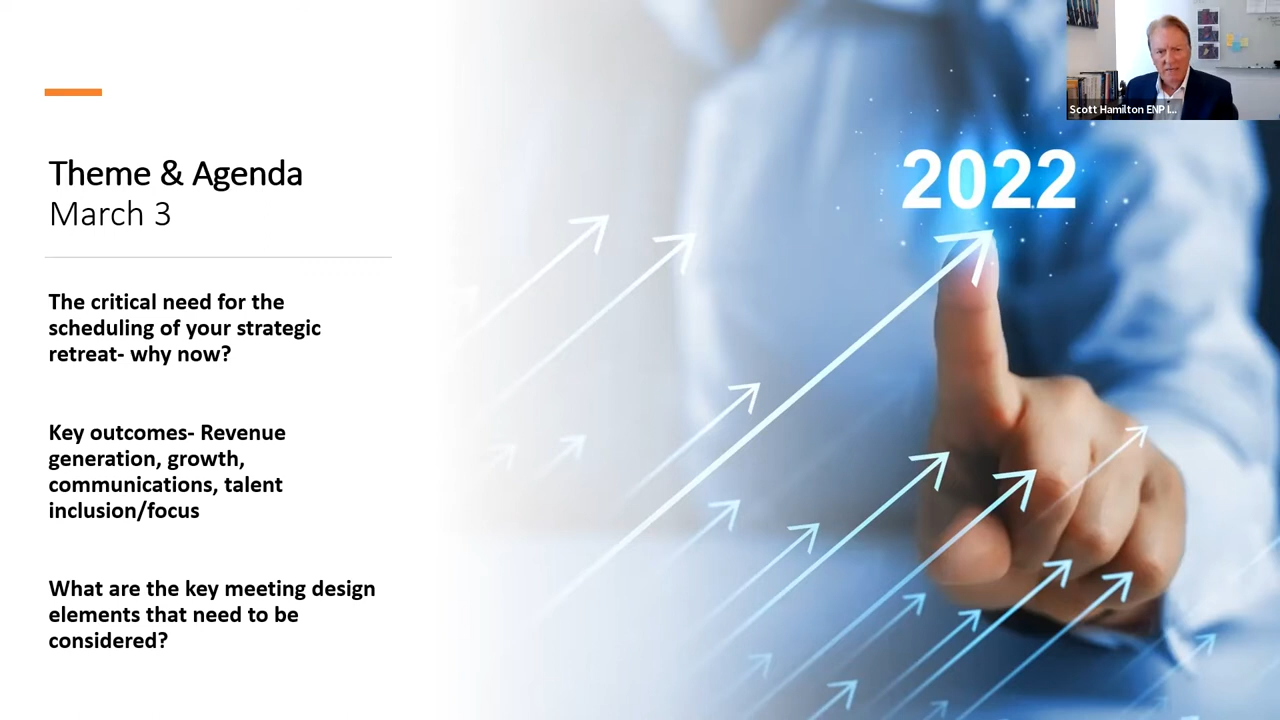 Theme & Agenda
March 3
The critical need for the
scheduling of your strategic
retreat- why now?
Key outcomes- Revenue
generation, growth,
communications, talent
inclusion/focus
What are the key meeting design
elements that need to be
considered?
2022
Scott Hamilton ENP L...